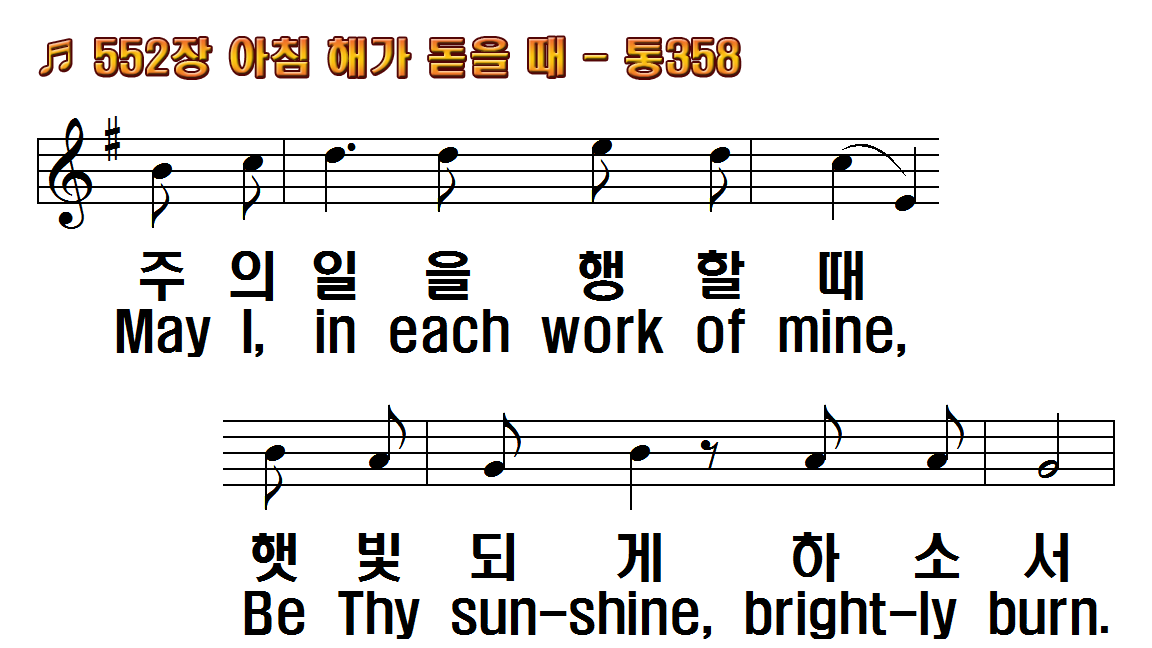 ♬ 552장 아침 해가 돋을 때 - 통358
주 의 일 을 행 할 때
May I, in each work of mine,
햇 빛 되 게 하 소 서
Be Thy sun-shine, bright-ly burn.